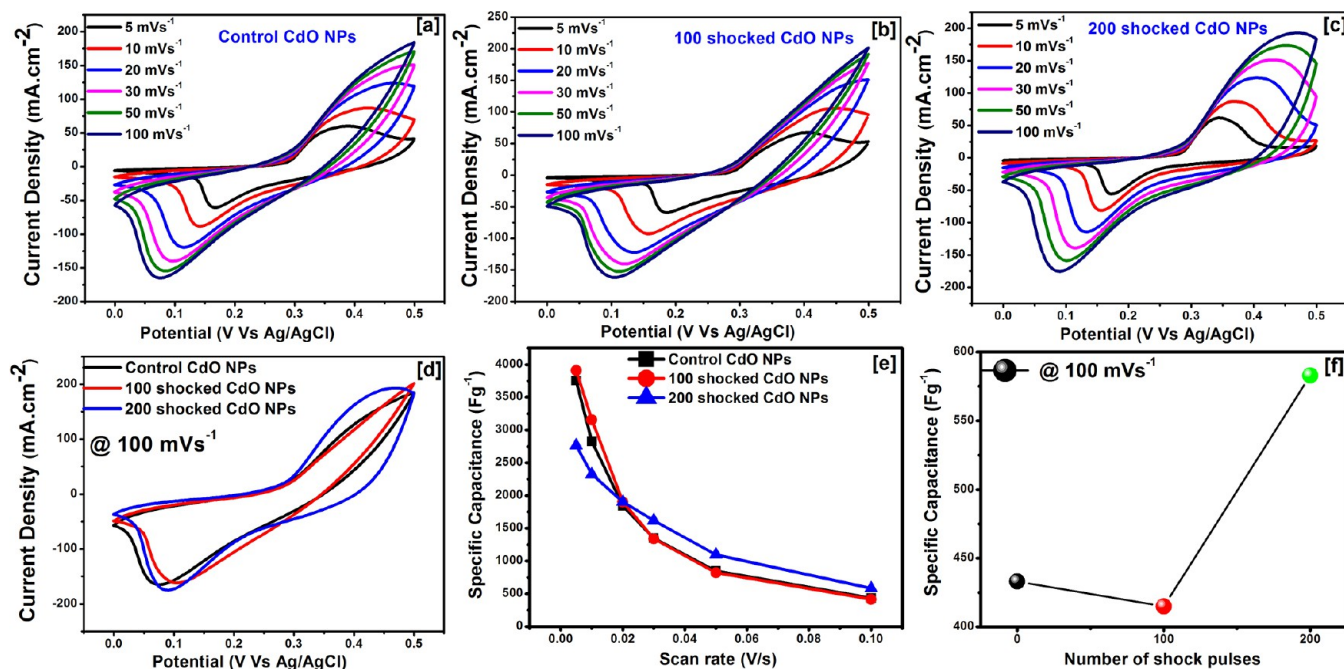 [a]
Control CdO NPs
5 mVs⁻¹
10 mVs⁻¹
20 mVs⁻¹
30 mVs⁻¹
50 mVs⁻¹
100 mVs⁻¹
Current Density (mA.cm⁻²)
200
150
100
50
0
-50
-100
-150
-200
0.0 0.1 0.2 0.3 0.4 0.5
Potential (V Vs Ag/AgCl)
[b]
100 shocked CdO NPs
5 mVs⁻¹
10 mVs⁻¹
20 mVs⁻¹
30 mVs⁻¹
50 mVs⁻¹
100 mVs⁻¹
Current Density (mA.cm⁻²)
250
200
150
100
50
0
-50
-100
-150
-200
0.0 0.1 0.2 0.3 0.4 0.5
Potential (V Vs Ag/AgCl)
[c]
200 shocked CdO NPs
5 mVs⁻¹
10 mVs⁻¹
20 mVs⁻¹
30 mVs⁻¹
50 mVs⁻¹
100 mVs⁻¹
Current Density (mA.cm⁻²)
200
150
100
50
0
-50
-100
-150
-200
0.0 0.1 0.2 0.3 0.4 0.5
Potential (V Vs Ag/AgCl)
[d]
Control CdO NPs
100 shocked CdO NPs
200 shocked CdO NPs
@ 100 mVs⁻¹
Current Density (mA.cm⁻²)
200
100
0
-100
-200
0.0 0.1 0.2 0.3 0.4 0.5
Potential (V Vs Ag/AgCl)
[e]
Control CdO NPs
100 shocked CdO NPs
200 shocked CdO NPs
Specific Capacitance (Fg⁻¹)
4000
3500
3000
2500
2000
1500
1000
500
0
0.00 0.02 0.04 0.06 0.08 0.10
Scan rate (V/s)
[f]
@ 100 mVs⁻¹
Specific Capacitance (Fg⁻¹)
600
550
500
450
400
0 100 200
Number of shock pulses